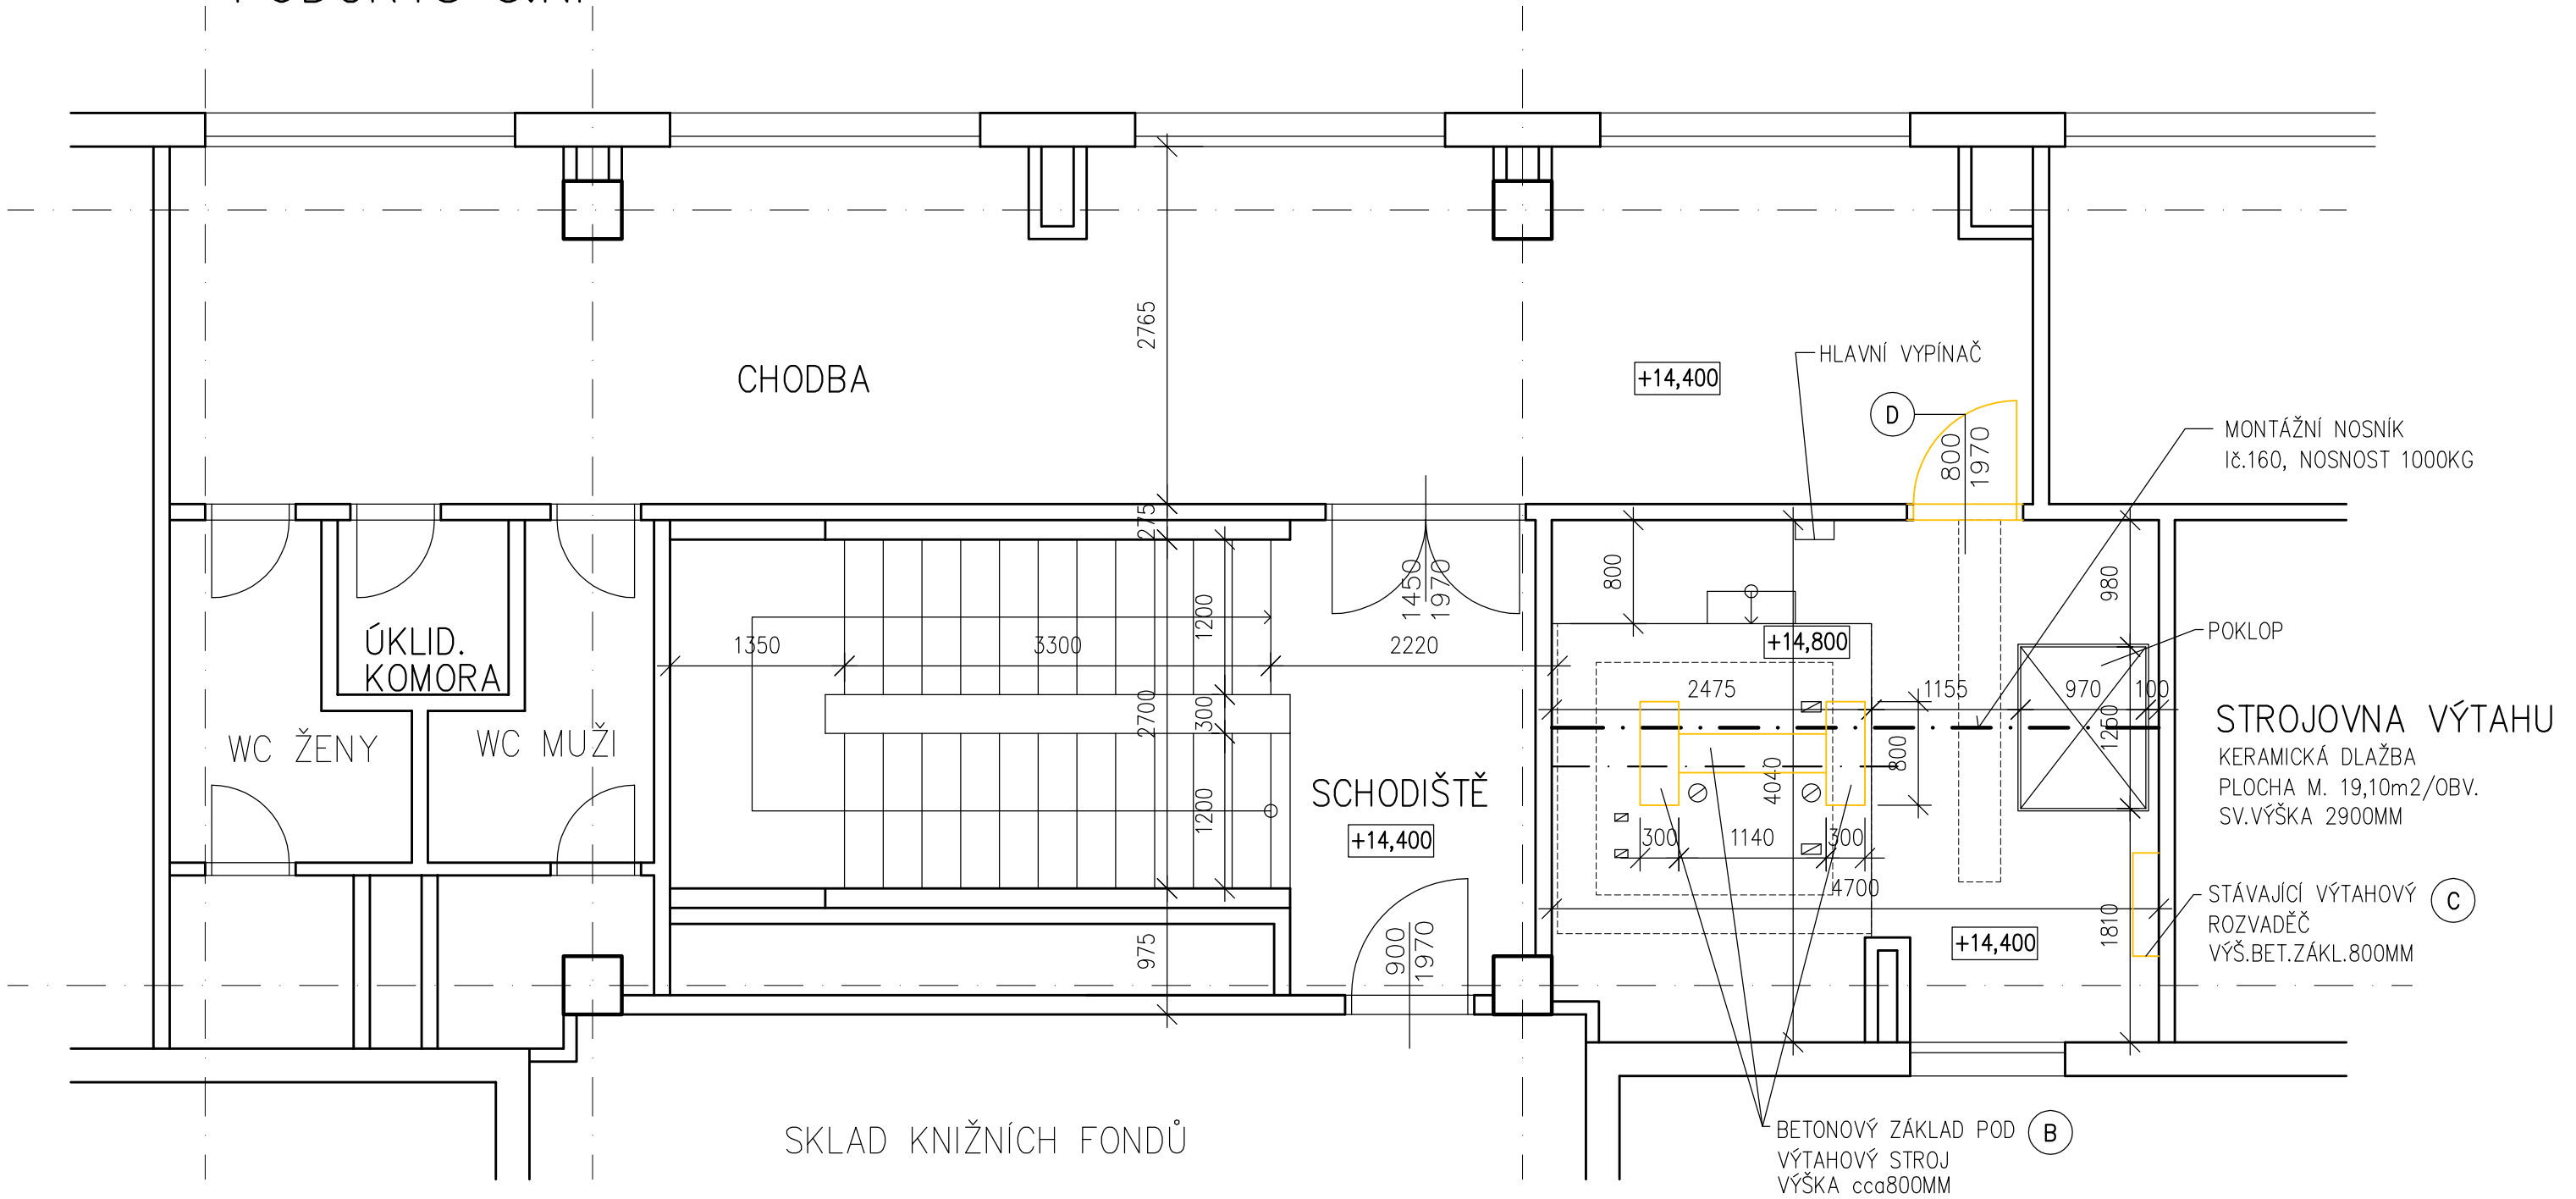 2765
CHODBA
+14,400
HLAVNÍ VYPÍNAČ
D
800
1970
MONTÁŽNÍ NOSNÍK
Ič.160, NOSNOST 1000KG
275
1450
1970
800
980
ÚKLID.
KOMORA
1350
3300
1200
2220
+14,800
POKLOP
WC ŽENY
WC MUŽI
2700
300
2475
1155
970
100
1250
STROJOVNA VÝTAHU
KERAMICKÁ DLAŽBA
PLOCHA M. 19,10m2/OBV.
SV.VÝŠKA 2900MM
1200
SCHODIŠTĚ
+14,400
4040
800
300
1140
300
4700
975
900
1970
1810
+14,400
STÁVAJÍCÍ VÝTAHOVÝ
ROZVADĚČ
VÝŠ.BET.ZÁKL.800MM
C
SKLAD KNIŽNÍCH FONDŮ
BETONOVÝ ZÁKLAD POD
VÝTAHOVÝ STROJ
VÝŠKA cca800MM
B